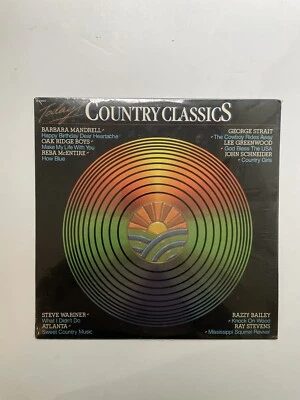 Today's
COUNTRY CLASSICS
BARBARA MANDRELL •
Happy Birthday Dear Heartache
OAK RIDGE BOYS •
Make My Life With You
REBA McENTIRE •
How Blue
GEORGE STRAIT
• The Cowboy Rides Away
LEE GREENWOOD
• God Bless The USA
JOHN SCHNEIDER
• Country Girls
STEVE WARINER •
What I Didn't Do
ATLANTA •
Sweet Country Music
RAZZY BAILEY
• Knock On Wood
RAY STEVENS
• Mississippi Squirrel Revival